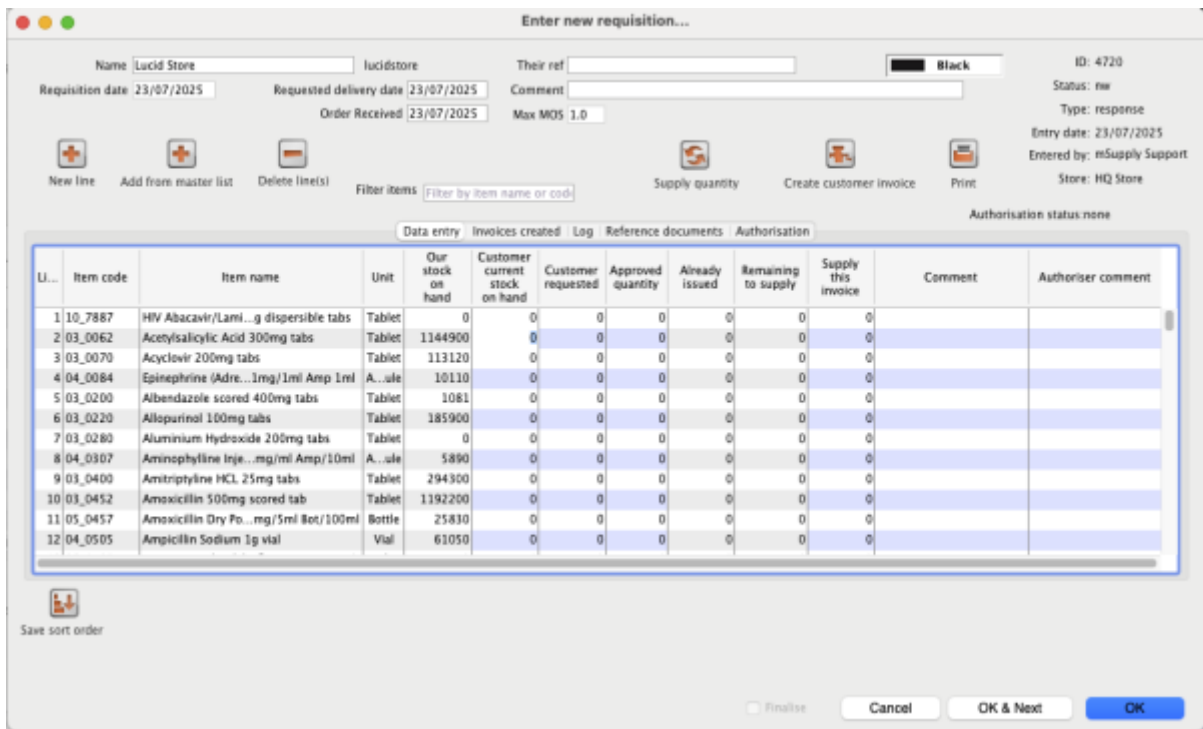 Enter new requisition...
Name Lucid Store lucidstore Their ref Black ID: 4720
Requisition date 23/07/2025 Requested delivery date 23/07/2025 Comment Status: nw
Order Received 23/07/2025 Max MOS 1.0 Type: response
Entry date: 23/07/2025
Entered by: mSupply Support
Store: HQ Store
New line Add from master list Delete line(s) Filter items Filter by item name or code Supply quantity Create customer invoice Print
Authorisation status:none
Data entry Invoices created Log Reference documents Authorisation
Li... Item code Item name Unit Our stock on hand Customer current stock on hand Customer requested Approved quantity Already issued Remaining to supply Supply this invoice Comment Authoriser comment
1 10_7887 HIV Abacavir/Lami...g dispersible tabs Tablet 0 0 0 0 0 0 0
2 03_0062 Acetylsalicylic Acid 300mg tabs Tablet 1144900 0 0 0 0 0 0
3 03_0070 Acyclovir 200mg tabs Tablet 113120 0 0 0 0 0 0
4 04_0084 Epinephrine (Adre...1mg/1ml Amp 1ml A...ule 10110 0 0 0 0 0 0
5 03_0200 Albendazole scored 400mg tabs Tablet 1081 0 0 0 0 0 0
6 03_0220 Allopurinol 100mg tabs Tablet 185900 0 0 0 0 0 0
7 03_0280 Aluminium Hydroxide 200mg tabs Tablet 0 0 0 0 0 0 0
8 04_0307 Aminophylline Inje...mg/ml Amp/10ml A...ule 5890 0 0 0 0 0 0
9 03_0400 Amitriptyline HCL 25mg tabs Tablet 294300 0 0 0 0 0 0
10 03_0452 Amoxicillin 500mg scored tab Tablet 1192200 0 0 0 0 0 0
11 05_0457 Amoxicillin Dry Po...mg/5ml Bot/100ml Bottle 25830 0 0 0 0 0 0
12 04_0505 Ampicillin Sodium 1g vial Vial 61050 0 0 0 0 0 0
Save sort order
Finalise Cancel OK & Next OK